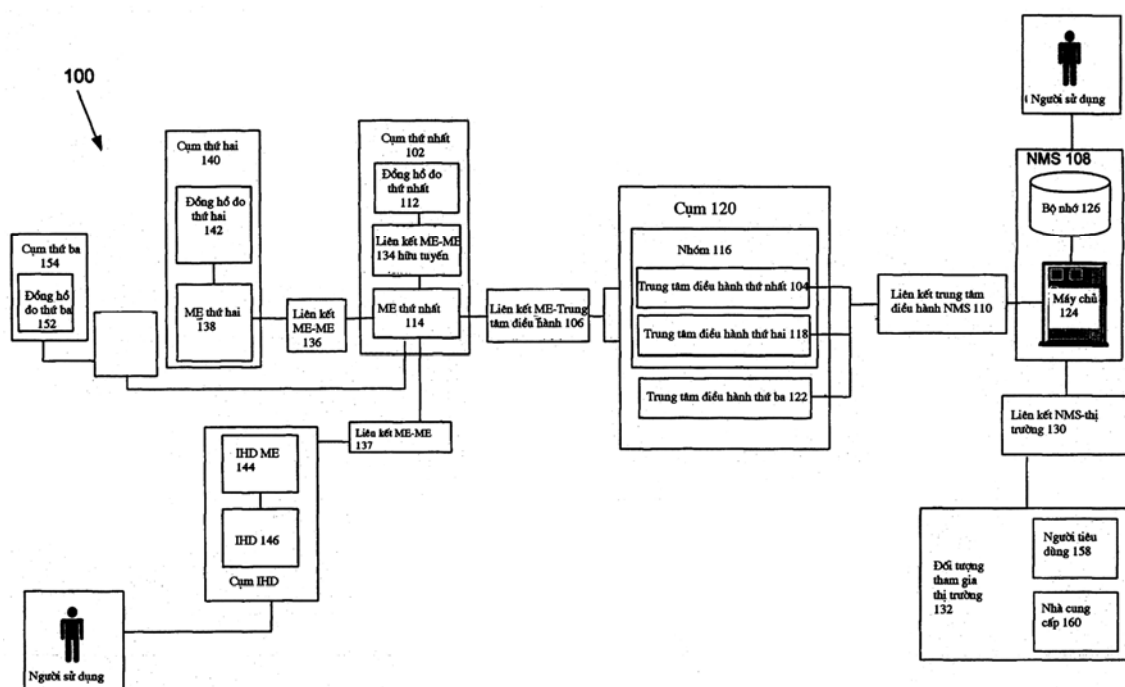 100
Người sử dụng
Cụm thứ hai
140
Đồng hồ đo
thứ hai
142
ME thứ hai
138
Cụm thứ nhất
102
Đồng hồ đo
thứ nhất
112
Liên kết ME-ME
134 hữu tuyến
ME thứ nhất
114
Cụm thứ ba
154
Đồng hồ
đo thứ ba
152
Liên kết
ME-ME
136
Liên kết ME-Trung
tâm điều hành 106
Cụm 120
Nhóm 116
Trung tâm điều hành thứ nhất 104
Trung tâm điều hành thứ hai 118
Trung tâm điều hành thứ ba 122
Liên kết trung tâm
điều hành NMS 110
NMS 108
Bộ nhớ 126
Máy chủ
124
Liên kết NMS-thị
trường 130
Liên kết ME-ME
137
IHD ME
144
IHD 146
Cụm IHD
Người sử dụng
Đối tượng
tham gia
thị trường
132
Người tiêu
dùng 158
Nhà cung
cấp 160